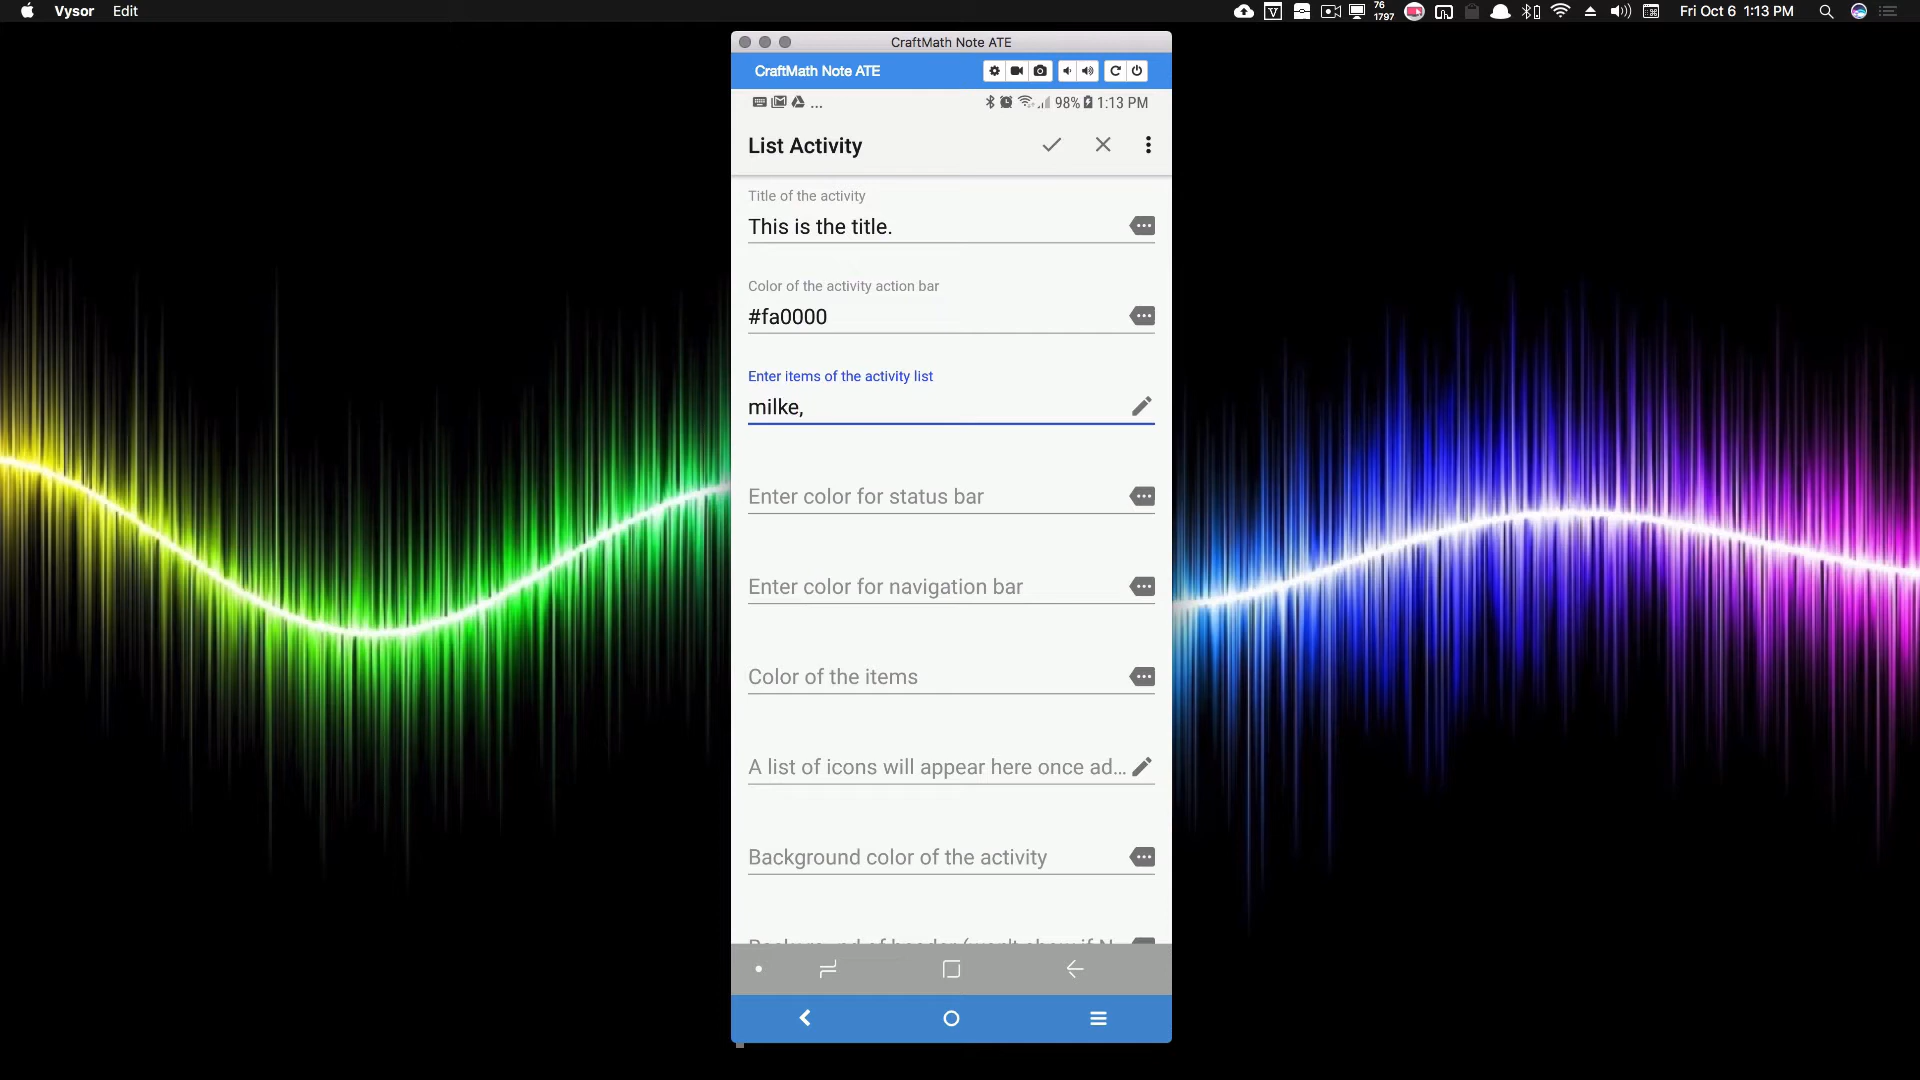 Vysor Edit
76
1797
Fri Oct 6 1:13 PM
CraftMath Note ATE
CraftMath Note ATE
... 98% 1:13 PM
List Activity
Title of the activity
This is the title.
Color of the activity action bar
#fa0000
Enter items of the activity list
milke,
Enter color for status bar
Enter color for navigation bar
Color of the items
A list of icons will appear here once ad...
Background color of the activity